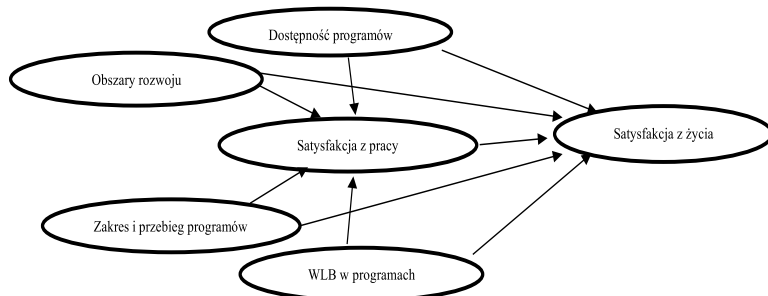 Dostępność programów
Obszary rozwoju
Satysfakcja z życia
Satysfakcja z pracy
Zakres i przebieg programów
WLB w programach